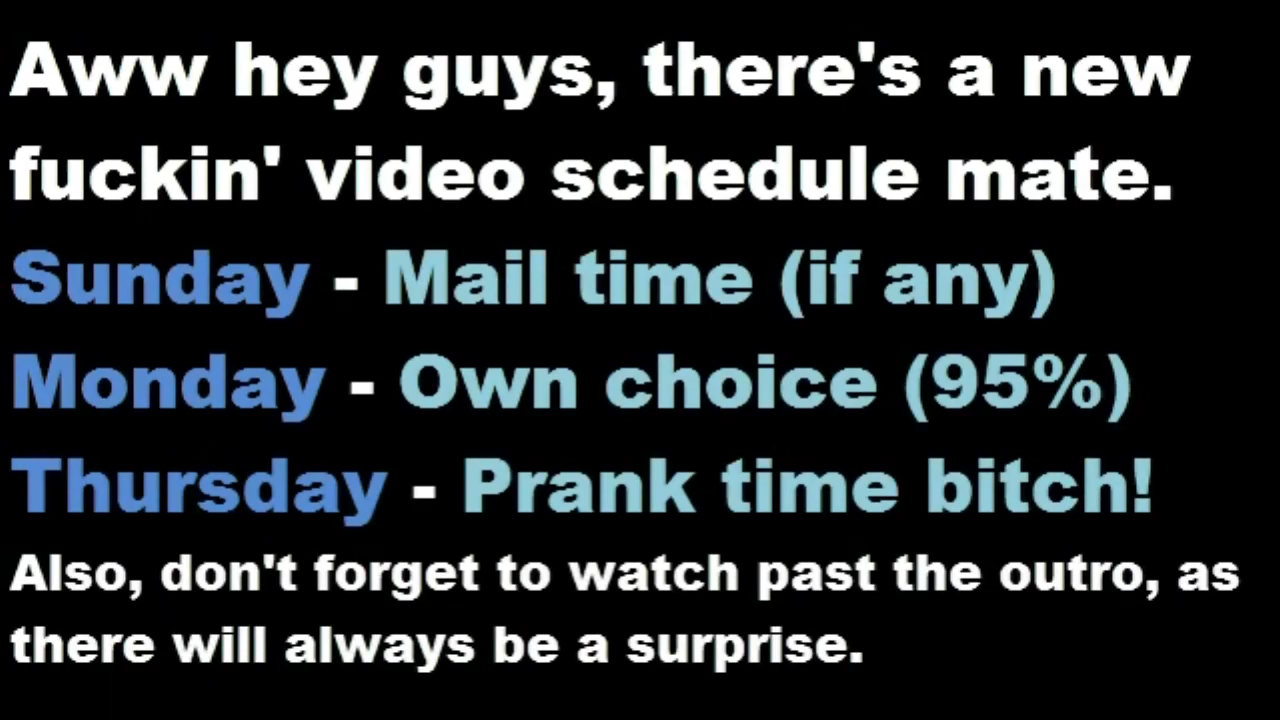 Aww hey guys, there's a new
fuckin' video schedule mate.
Sunday - Mail time (if any)
Monday - Own choice (95%)
Thursday - Prank time bitch!
Also, don't forget to watch past the outro, as
there will always be a surprise.